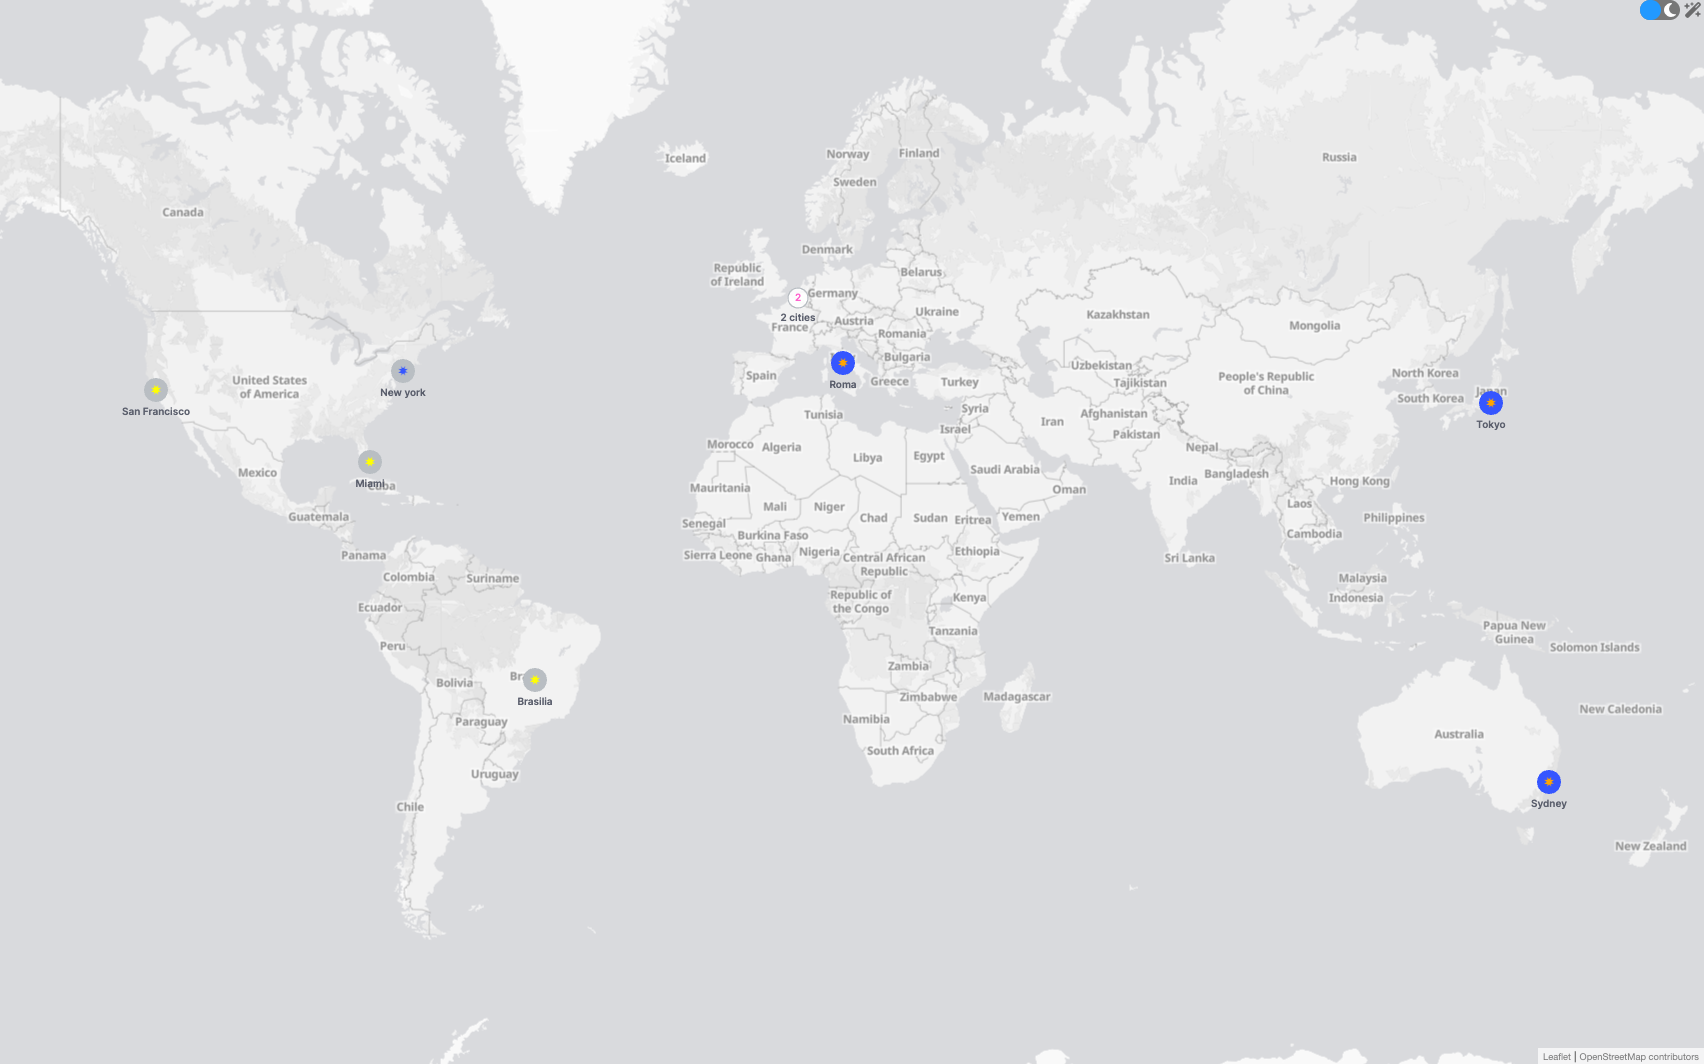 Iceland
Norway
Finland
Russia
Sweden
Canada
Denmark
Republic
of Ireland
Belarus
2
Germany
2 cities
Ukraine
Kazakhstan
Austria
France
Mongolia
Romania
Bulgaria
Uzbekistan
Roma
Spain
Greece
Turkey
Tajikistan
People's Republic
of China
North Korea
Japan
South Korea
Tokyo
United States
of America
New york
San Francisco
Syria
Tunisia
Afghanistan
Iran
Israel
Pakistan
Morocco
Algeria
Libya
Egypt
Nepal
Saudi Arabia
Bangladesh
Mexico
Miami
Cuba
India
Hong Kong
Mauritania
Oman
Mali
Niger
Laos
Guatemala
Chad
Sudan
Eritrea
Yemen
Philippines
Senegal
Burkina Faso
Cambodia
Panama
Sierra Leone
Ghana
Nigeria
Central African
Republic
Ethiopia
Sri Lanka
Colombia
Suriname
Malaysia
Indonesia
Ecuador
Republic of
the Congo
Kenya
Papua New
Guinea
Peru
Tanzania
Solomon Islands
Zambia
Bolivia
Br
Brasilia
Zimbabwe
Madagascar
New Caledonia
Paraguay
Namibia
Australia
South Africa
Uruguay
Chile
Sydney
New Zealand
Leaflet | OpenStreetMap contributors